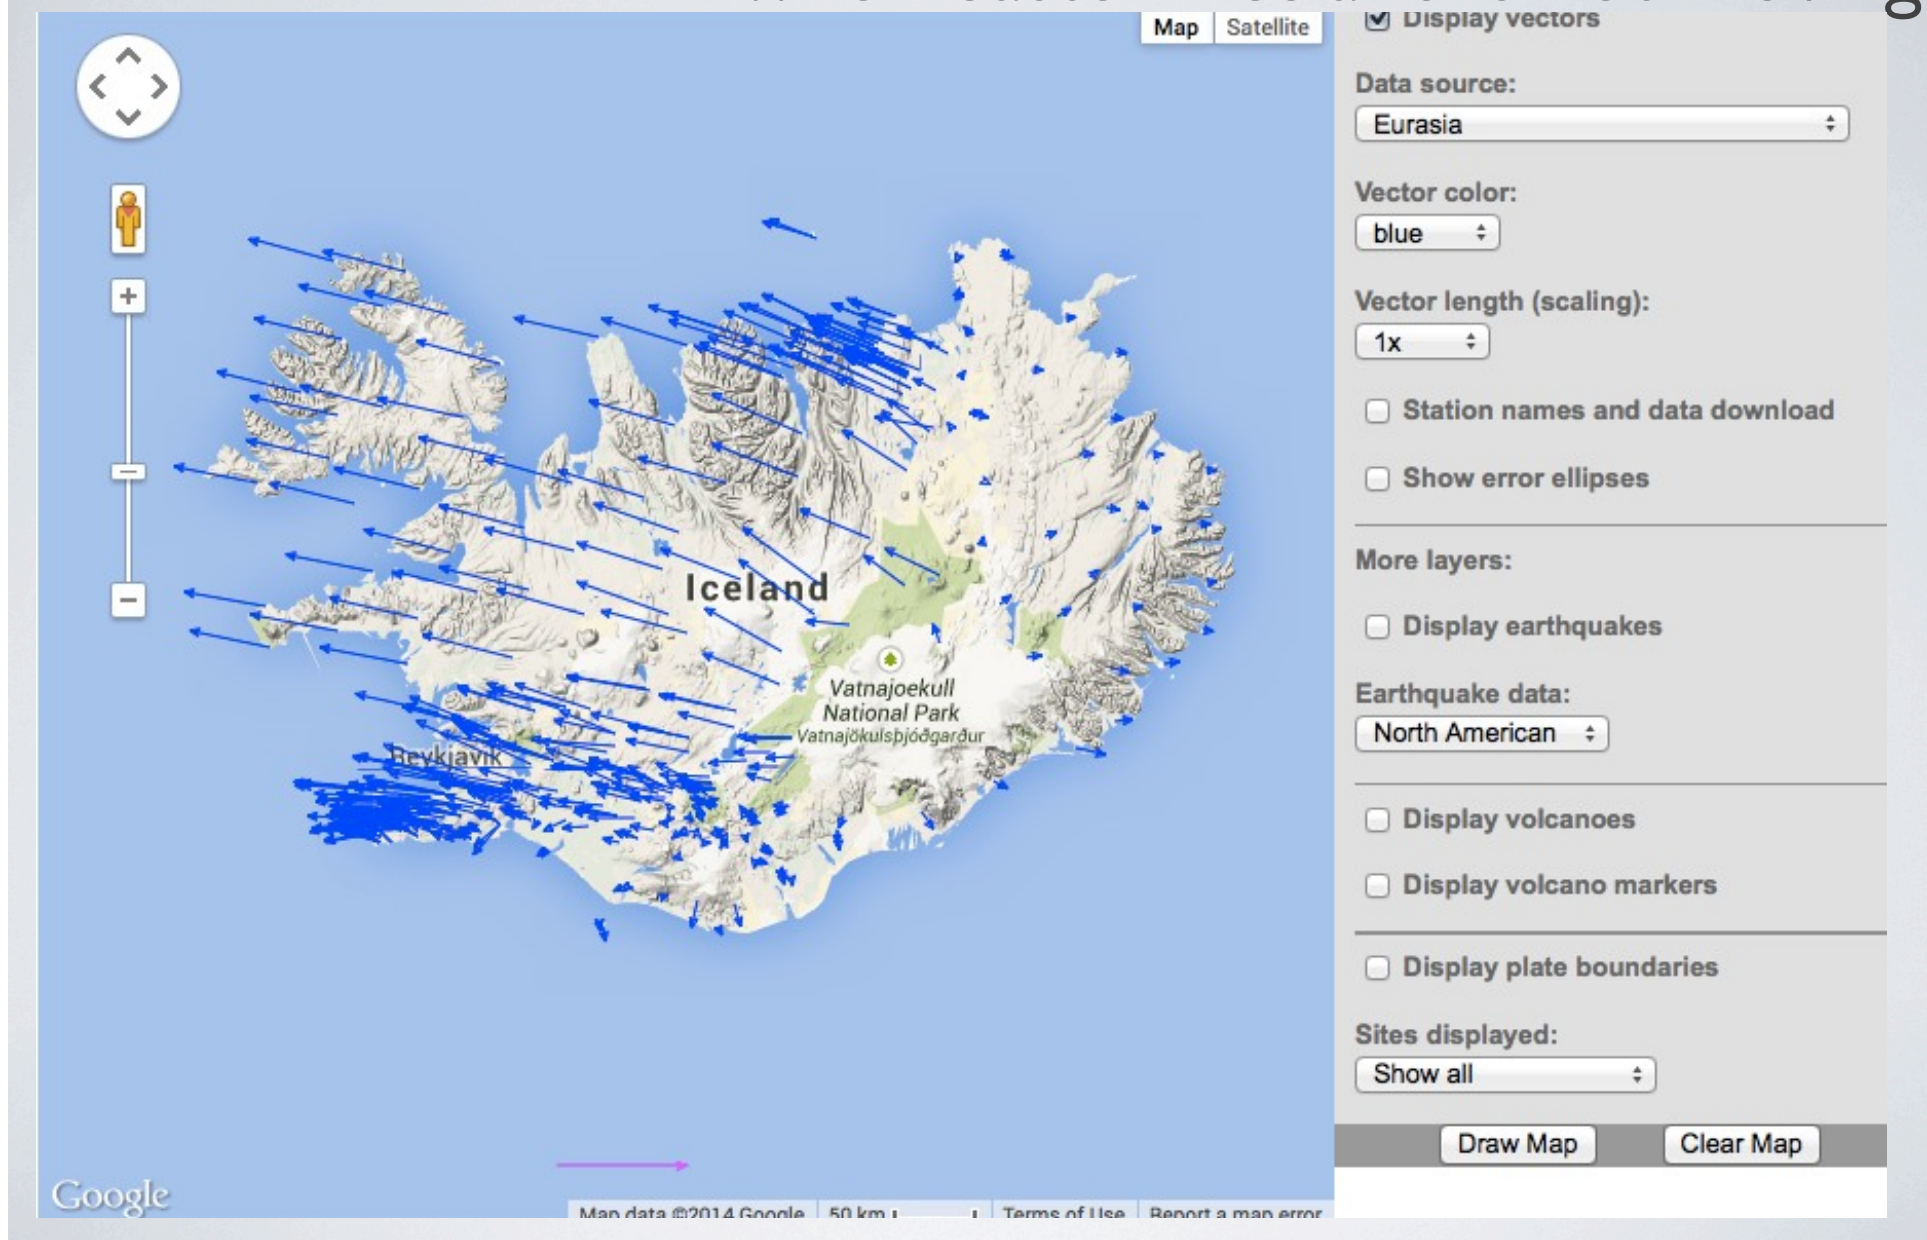 Map Satellite
Display vectors
Data source:
Eurasia
Vector color:
blue
Vector length (scaling):
1x
Station names and data download
Show error ellipses
More layers:
Display earthquakes
Earthquake data:
North American
Display volcanoes
Display volcano markers
Display plate boundaries
Sites displayed:
Show all
Draw Map Clear Map
Iceland
Vatnajoekull
National Park
Vatnajökulsþjóðgarður
Reykjavik
Google
Map data ©2014 Google 50 km Terms of Use Report a map error